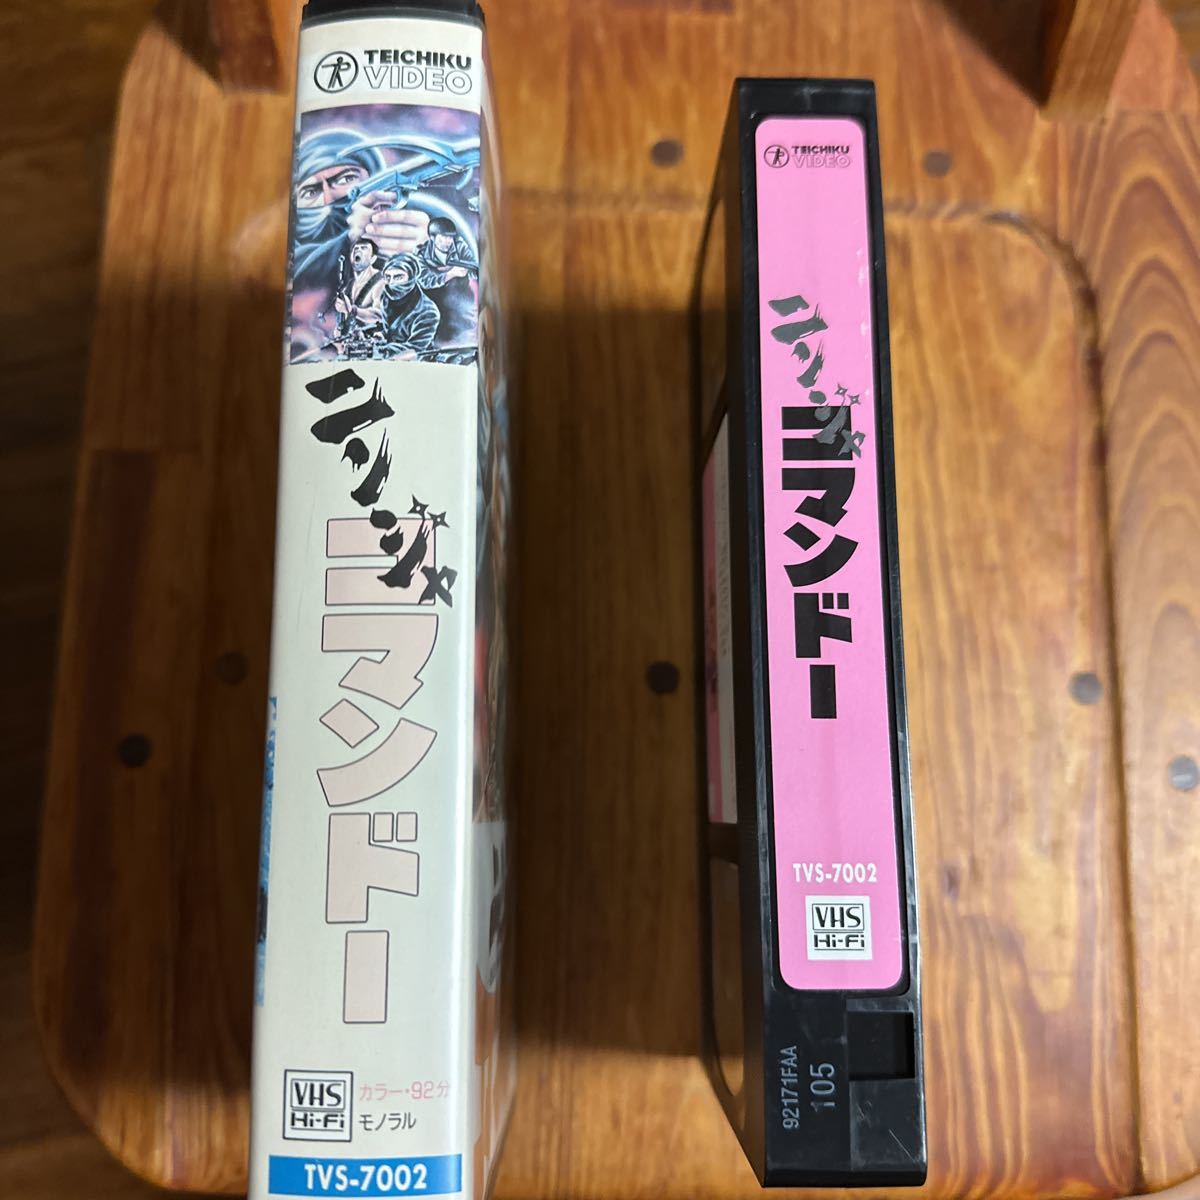 TEICHIKU
VIDEO
ニンジャ
コマンドー
VHS
Hi-Fi
カラー・92分
モノラル
TVS-7002
TEICHIKU
VIDEO
ニンジャ
コマンドー
TVS-7002
VHS
Hi-Fi
92171FAA
105